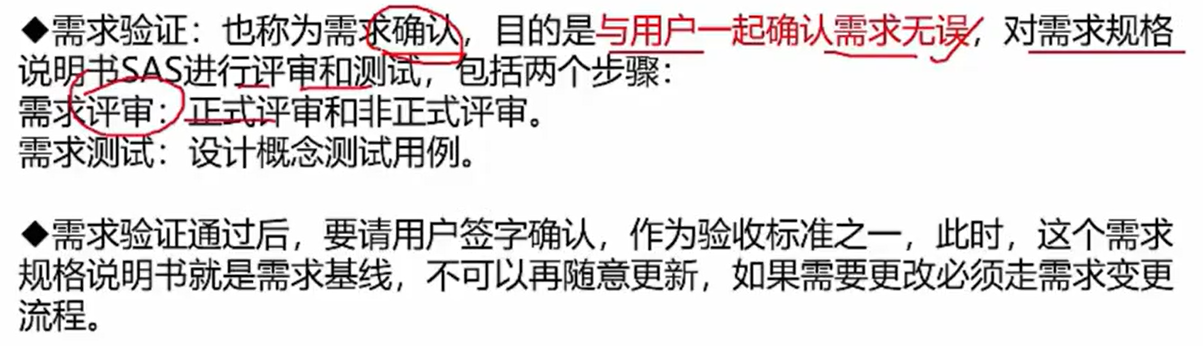 ◆需求验证：也称为需求确认，目的是与用户一起确认需求无误，对需求规格
说明书SAS进行评审和测试，包括两个步骤：
需求评审：正式评审和非正式评审。
需求测试：设计概念测试用例。
◆需求验证通过后，要请用户签字确认，作为验收标准之一，此时，这个需求
规格说明书就是需求基线，不可以再随意更新，如果需要更改必须走需求变更
流程。